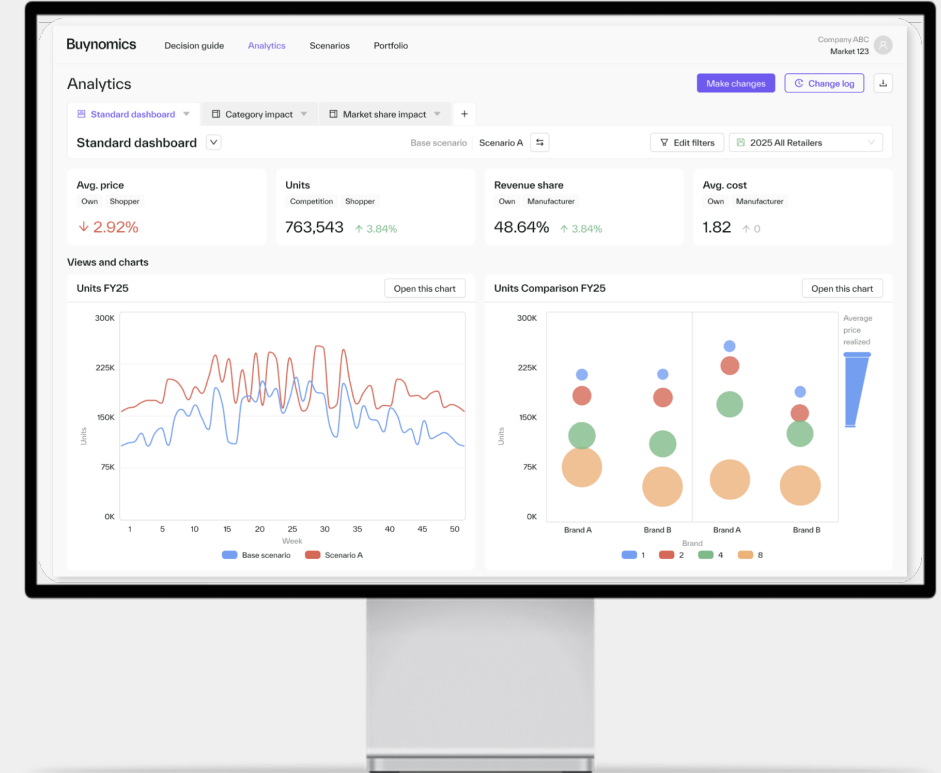 Buynomics
Decision guide
Analytics
Scenarios
Portfolio
Company ABC
Market 123
Analytics
Make changes
Change log
Standard dashboard
Category impact
Market share impact
+
Standard dashboard
Base scenario
Scenario A
Edit filters
2025 All Retailers
Avg. price
Own Shopper
↓ 2.92%
Units
Competition Shopper
763,543 ↑ 3.84%
Revenue share
Own Manufacturer
48.64% ↑ 3.84%
Avg. cost
Own Manufacturer
1.82 ↑ 0
Views and charts
Units FY25
Open this chart
300K
225K
150K
75K
0K
Units
1 5 10 15 20 25 30 35 40 45 50
Week
Base scenario Scenario A
Units Comparison FY25
Open this chart
300K
225K
150K
75K
0K
Units
Brand A Brand B Brand A Brand B
Brand
1 2 4 8
Average
price
realized